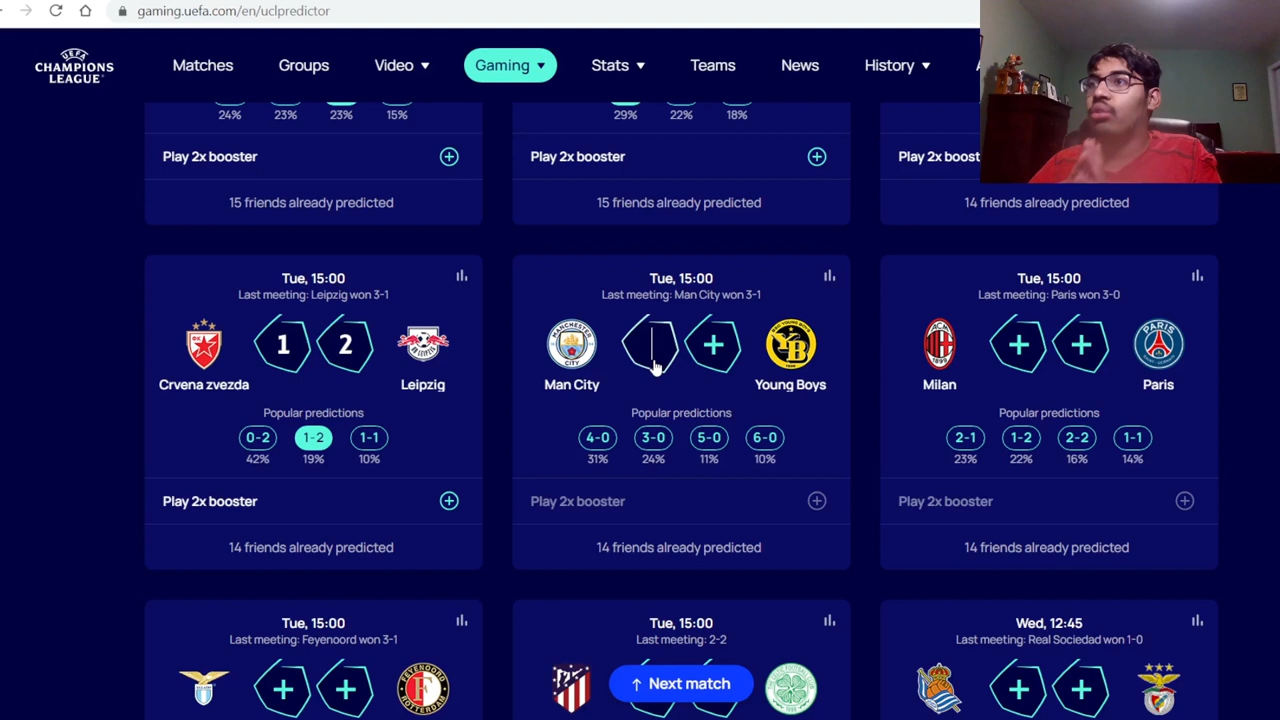 gaming.uefa.com/en/uclpredictor
UEFA
CHAMPIONS
LEAGUE
Matches Groups Video Gaming Stats Teams News History
24% 23% 23% 15%
29% 22% 18%
Play 2x booster
Play 2x booster
Play 2x boost
15 friends already predicted
15 friends already predicted
14 friends already predicted
Tue, 15:00
Last meeting: Leipzig won 3-1
1 2
Crvena zvezda Leipzig
Popular predictions
0-2 1-2 1-1
42% 19% 10%
Play 2x booster
14 friends already predicted
Tue, 15:00
Last meeting: Man City won 3-1
MANCHESTER
CITY
YB
Man City Young Boys
Popular predictions
4-0 3-0 5-0 6-0
31% 24% 11% 10%
Play 2x booster
14 friends already predicted
Tue, 15:00
Last meeting: Paris won 3-0
ACM
1899
PARIS
Milan Paris
Popular predictions
2-1 1-2 2-2 1-1
23% 22% 16% 14%
Play 2x booster
14 friends already predicted
Tue, 15:00
Last meeting: Feyenoord won 3-1
Tue, 15:00
Last meeting: 2-2
Wed, 12:45
Last meeting: Real Sociedad won 1-0
Next match